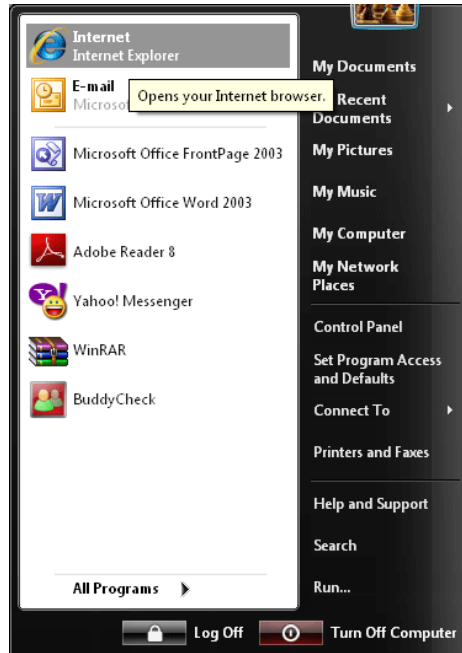 Internet
Internet Explorer
E-mail
Opens your Internet browser.
Microsoft Office FrontPage 2003
Microsoft Office Word 2003
Adobe Reader 8
Yahoo! Messenger
WinRAR
BuddyCheck
All Programs
My Documents
Recent
Documents
My Pictures
My Music
My Computer
My Network
Places
Control Panel
Set Program Access
and Defaults
Connect To
Printers and Faxes
Help and Support
Search
Run...
Log Off
Turn Off Computer